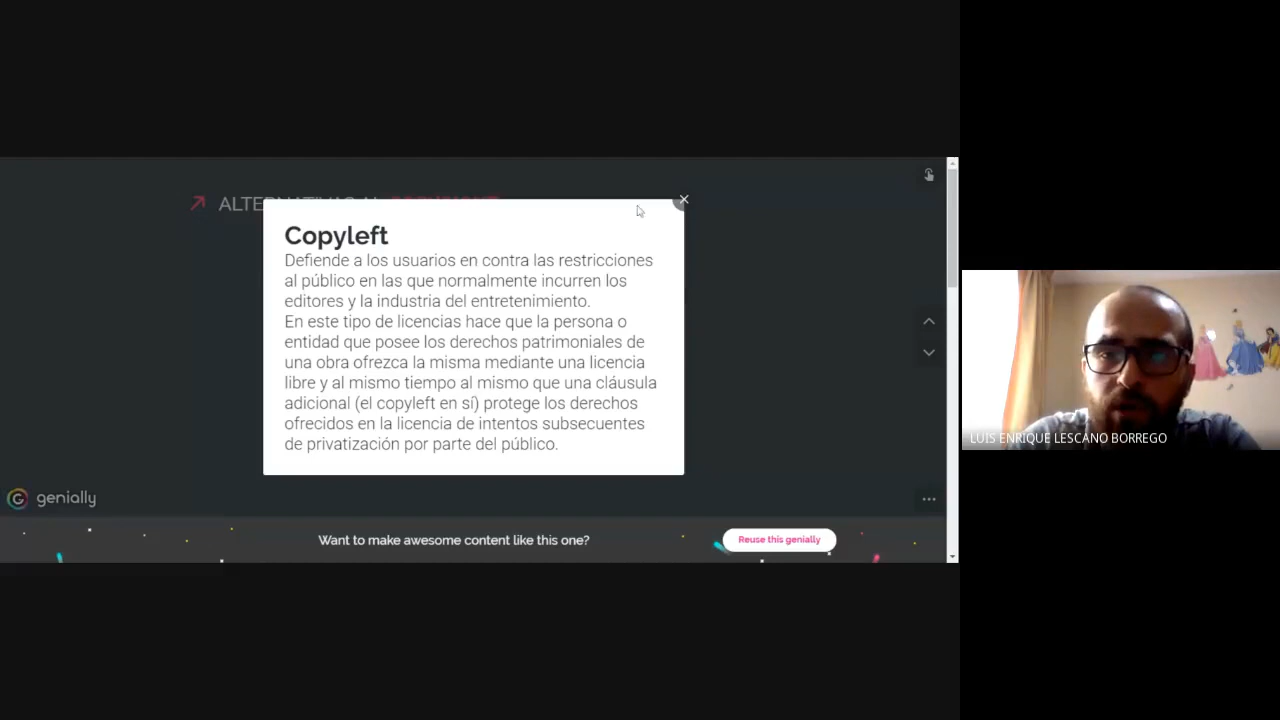 ALTERNATIVAS AL COPYRIGHT
Copyleft
Defiende a los usuarios en contra las restricciones
al público en las que normalmente incurren los
editores y la industria del entretenimiento.
En este tipo de licencias hace que la persona o
entidad que posee los derechos patrimoniales de
una obra ofrezca la misma mediante una licencia
libre y al mismo tiempo al mismo que una cláusula
adicional (el copyleft en sí) protege los derechos
ofrecidos en la licencia de intentos subsecuentes
de privatización por parte del público.
genially
Want to make awesome content like this one?
Reuse this genially
LUIS ENRIQUE LESCANO BORREGO